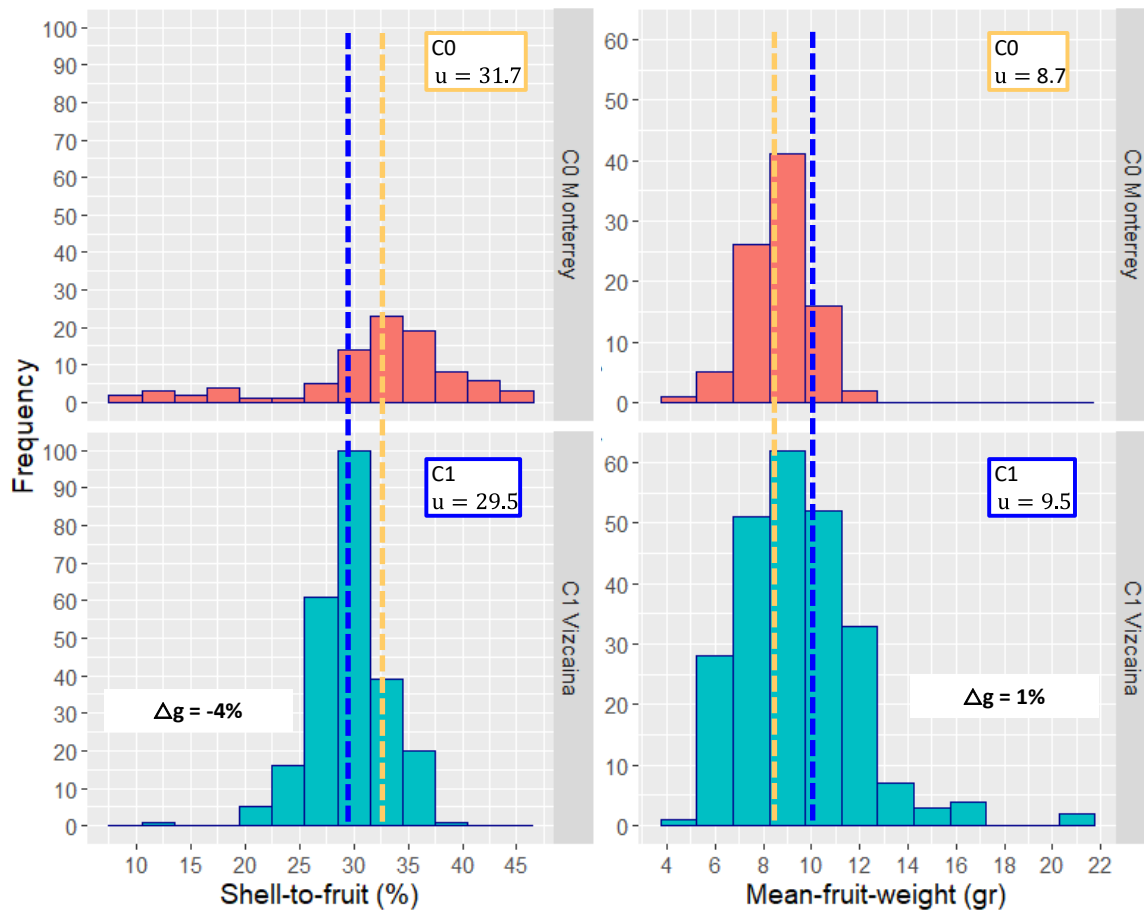 Frequency
100
90
80
70
60
50
40
30
20
10
0
C0
u = 31.7
60
50
40
30
20
10
0
C0
u = 8.7
C0 Monterrey
C0 Monterrey
100
90
80
70
60
50
40
30
20
10
0
C1
u = 29.5
△g = -4%
60
50
40
30
20
10
0
C1
u = 9.5
△g = 1%
C1 Vizcaina
C1 Vizcaina
10 15 20 25 30 35 40 45
Shell-to-fruit (%)
4 6 8 10 12 14 16 18 20 22
Mean-fruit-weight (gr)